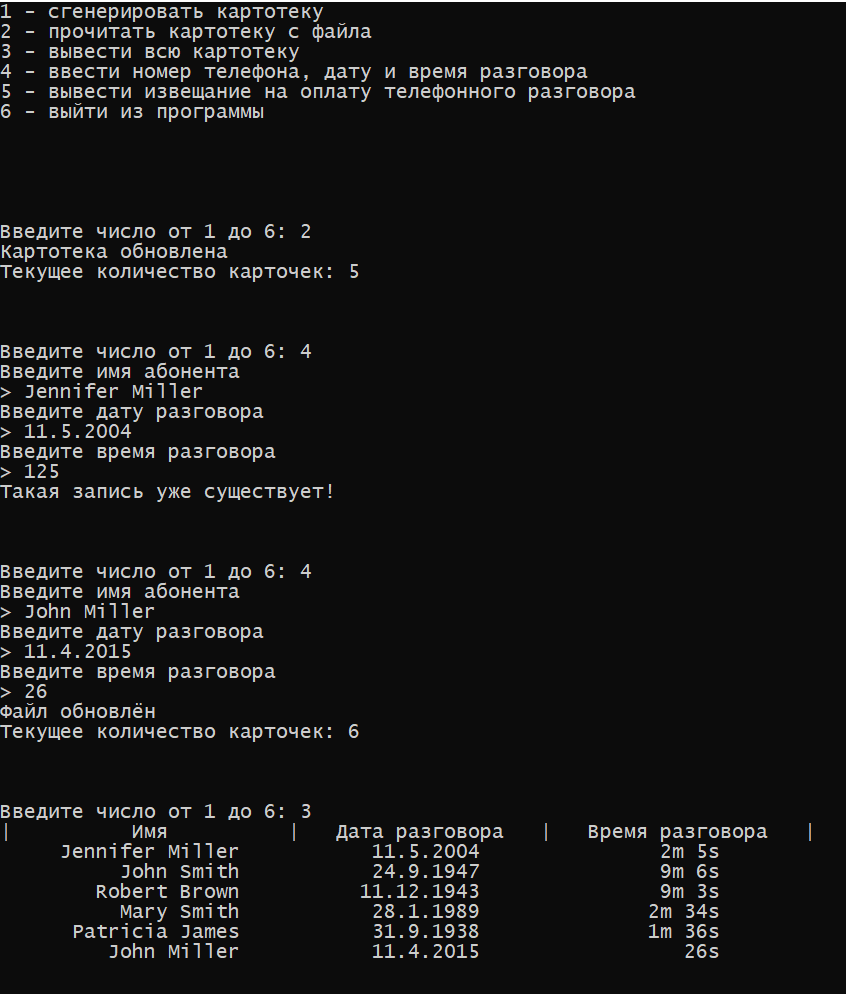 1 - сгенерировать картотеку
2 - прочитать картотеку с файла
3 - вывести всю картотеку
4 - ввести номер телефона, дату и время разговора
5 - вывести извещание на оплату телефонного разговора
6 - выйти из программы
Введите число от 1 до 6: 2
Картотека обновлена
Текущее количество карточек: 5
Введите число от 1 до 6: 4
Введите имя абонента
> Jennifer Miller
Введите дату разговора
> 11.5.2004
Введите время разговора
> 125
Такая запись уже существует!
Введите число от 1 до 6: 4
Введите имя абонента
> John Miller
Введите дату разговора
> 11.4.2015
Введите время разговора
> 26
Файл обновлён
Текущее количество карточек: 6
Введите число от 1 до 6: 3
| Имя | Дата разговора | Время разговора |
Jennifer Miller 11.5.2004 2m 5s
John Smith 24.9.1947 9m 6s
Robert Brown 11.12.1943 9m 3s
Mary Smith 28.1.1989 2m 34s
Patricia James 31.9.1938 1m 36s
John Miller 11.4.2015 26s